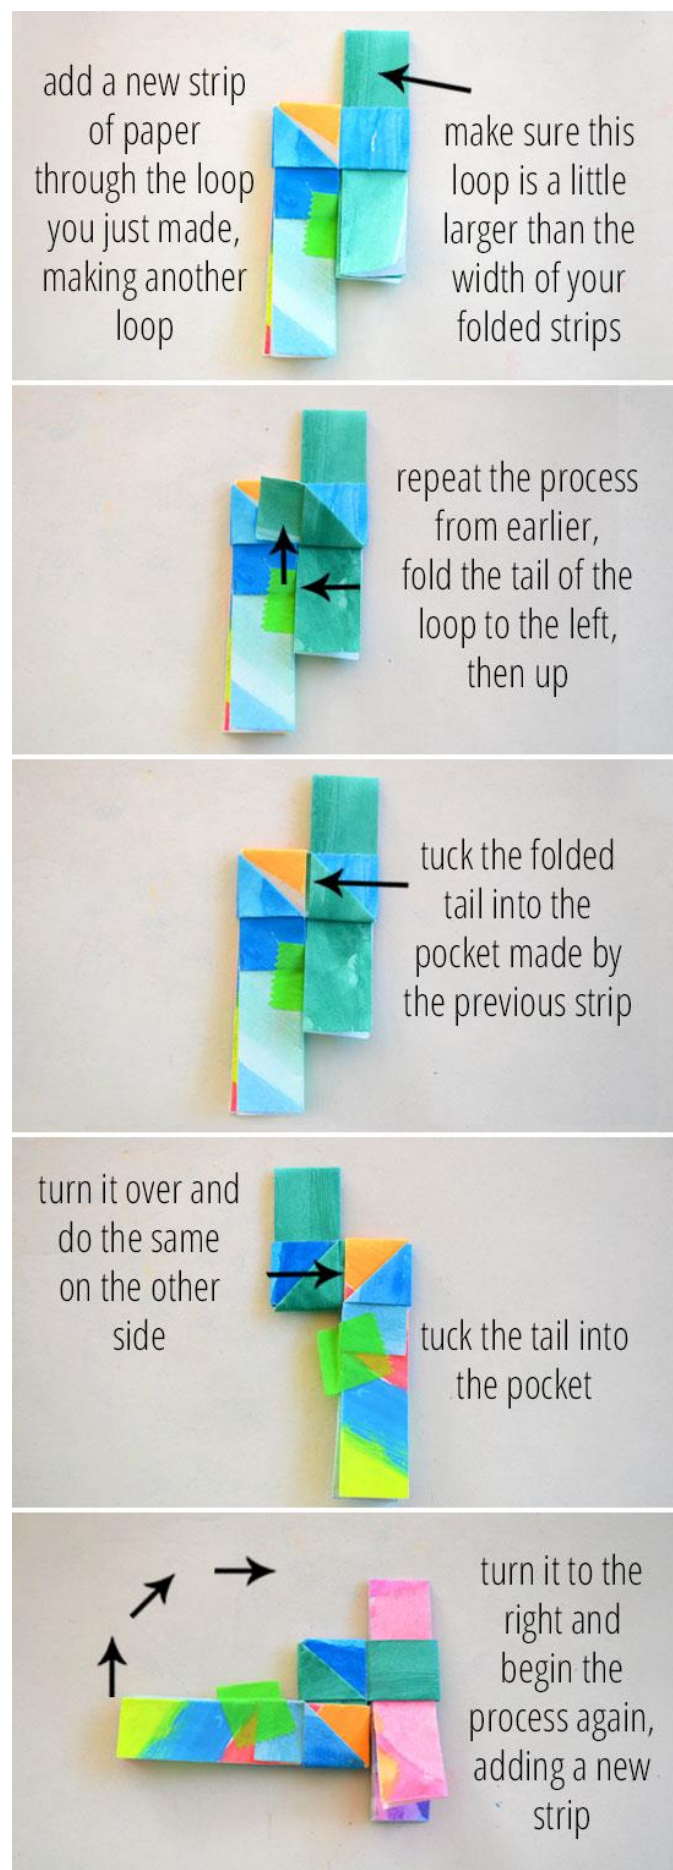 add a new strip
of paper
through the loop
you just made,
making another
loop
make sure this
loop is a little
larger than the
width of your
folded strips
repeat the process
from earlier,
fold the tail of the
loop to the left,
then up
tuck the folded
tail into the
pocket made by
the previous strip
turn it over and
do the same
on the other
side
tuck the tail into
the pocket
turn it to the
right and
begin the
process again,
adding a new
strip